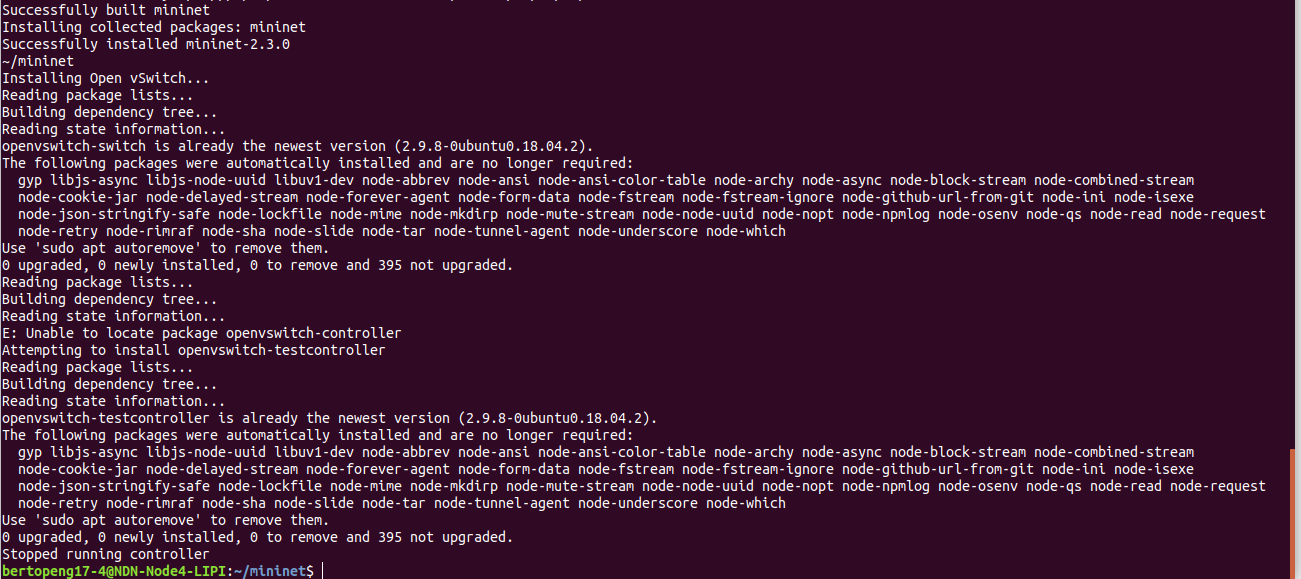 Successfully built mininet
Installing collected packages: mininet
Successfully installed mininet-2.3.0
~/mininet
Installing Open vSwitch...
Reading package lists...
Building dependency tree...
Reading state information...
openvswitch-switch is already the newest version (2.9.8-0ubuntu0.18.04.2).
The following packages were automatically installed and are no longer required:
  gyp libjs-async libjs-node-uuid libuv1-dev node-abbrev node-ansi node-ansi-color-table node-archy node-async node-block-stream node-combined-stream
  node-cookie-jar node-delayed-stream node-forever-agent node-form-data node-fstream node-fstream-ignore node-github-url-from-git node-ini node-isexe
  node-json-stringify-safe node-lockfile node-mime node-mkdirp node-mute-stream node-node-uuid node-nopt node-npmlog node-osenv node-qs node-read node-request
  node-retry node-rimraf node-sha node-slide node-tar node-tunnel-agent node-underscore node-which
Use 'sudo apt autoremove' to remove them.
0 upgraded, 0 newly installed, 0 to remove and 395 not upgraded.
Reading package lists...
Building dependency tree...
Reading state information...
E: Unable to locate package openvswitch-controller
Attempting to install openvswitch-testcontroller
Reading package lists...
Building dependency tree...
Reading state information...
openvswitch-testcontroller is already the newest version (2.9.8-0ubuntu0.18.04.2).
The following packages were automatically installed and are no longer required:
  gyp libjs-async libjs-node-uuid libuv1-dev node-abbrev node-ansi node-ansi-color-table node-archy node-async node-block-stream node-combined-stream
  node-cookie-jar node-delayed-stream node-forever-agent node-form-data node-fstream node-fstream-ignore node-github-url-from-git node-ini node-isexe
  node-json-stringify-safe node-lockfile node-mime node-mkdirp node-mute-stream node-node-uuid node-nopt node-npmlog node-osenv node-qs node-read node-request
  node-retry node-rimraf node-sha node-slide node-tar node-tunnel-agent node-underscore node-which
Use 'sudo apt autoremove' to remove them.
0 upgraded, 0 newly installed, 0 to remove and 395 not upgraded.
Stopped running controller
bertopeng17-4@NDN-Node4-LIPI:~/mininet$